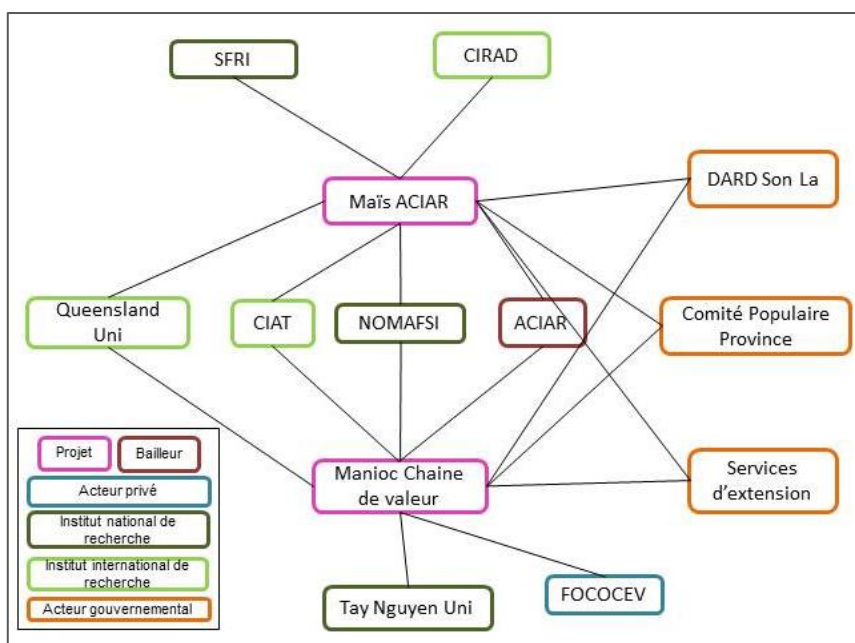 SFRI
CIRAD
Maïs ACIAR
DARD Son La
Queensland
Uni
CIAT
NOMAFSI
ACIAR
Comité Populaire
Province
Projet
Bailleur
Acteur privé
Institut national de
recherche
Institut international de
recherche
Acteur gouvernemental
Manioc Chaine
de valeur
Services
d'extension
Tay Nguyen Uni
FOCOCEV